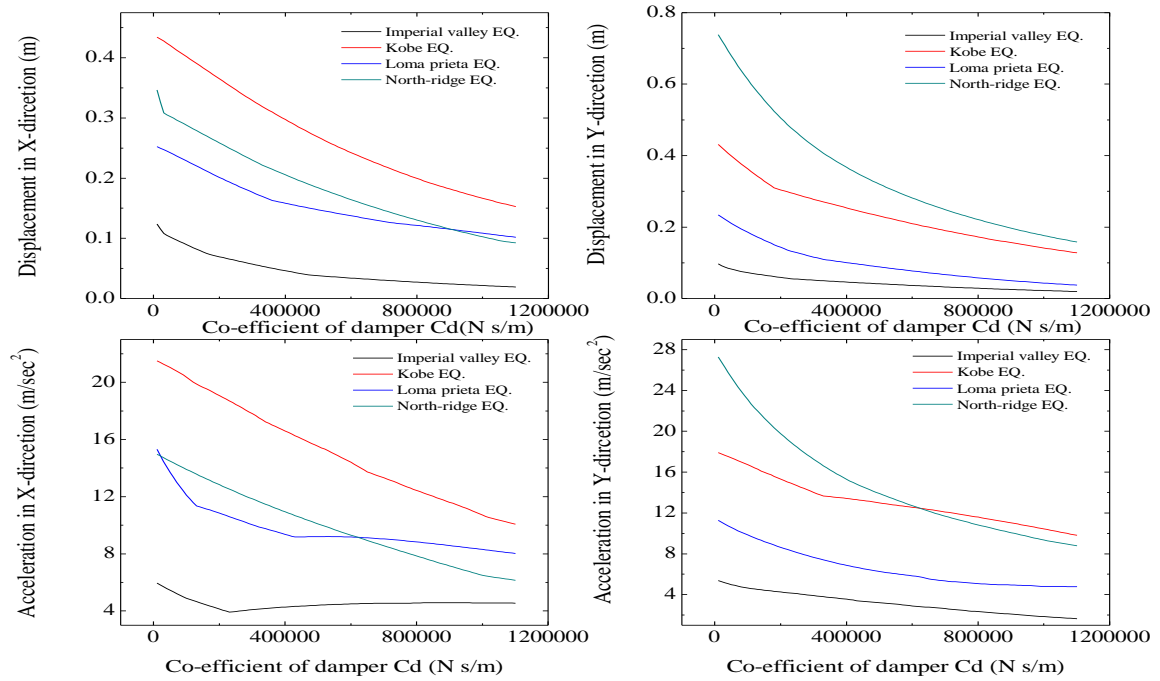 Displacement in X-dircetion (m)
0.4
0.3
0.2
0.1
0.0
Imperial valley EQ.
Kobe EQ.
Loma prieta EQ.
North-ridge EQ.
0 400000 800000 1200000
Co-efficient of damper Cd(N s/m)
Displacement in Y-dircetion (m)
0.8
0.6
0.4
0.2
0.0
Imperial valley EQ.
Kobe EQ.
Loma prieta EQ.
North-ridge EQ.
0 400000 800000 1200000
Co-efficient of damper Cd (N s/m)
Acceleration in X-dircetion (m/sec²)
20
16
12
8
4
Imperial valley EQ.
Kobe EQ.
Loma prieta EQ.
North-ridge EQ.
0 400000 800000 1200000
Co-efficient of damper Cd (N s/m)
Acceleration in Y-dircetion (m/sec²)
28
24
20
16
12
8
4
Imperial valley EQ.
Kobe EQ.
Loma prieta EQ.
North-ridge EQ.
0 400000 800000 1200000
Co-efficient of damper Cd (N s/m)